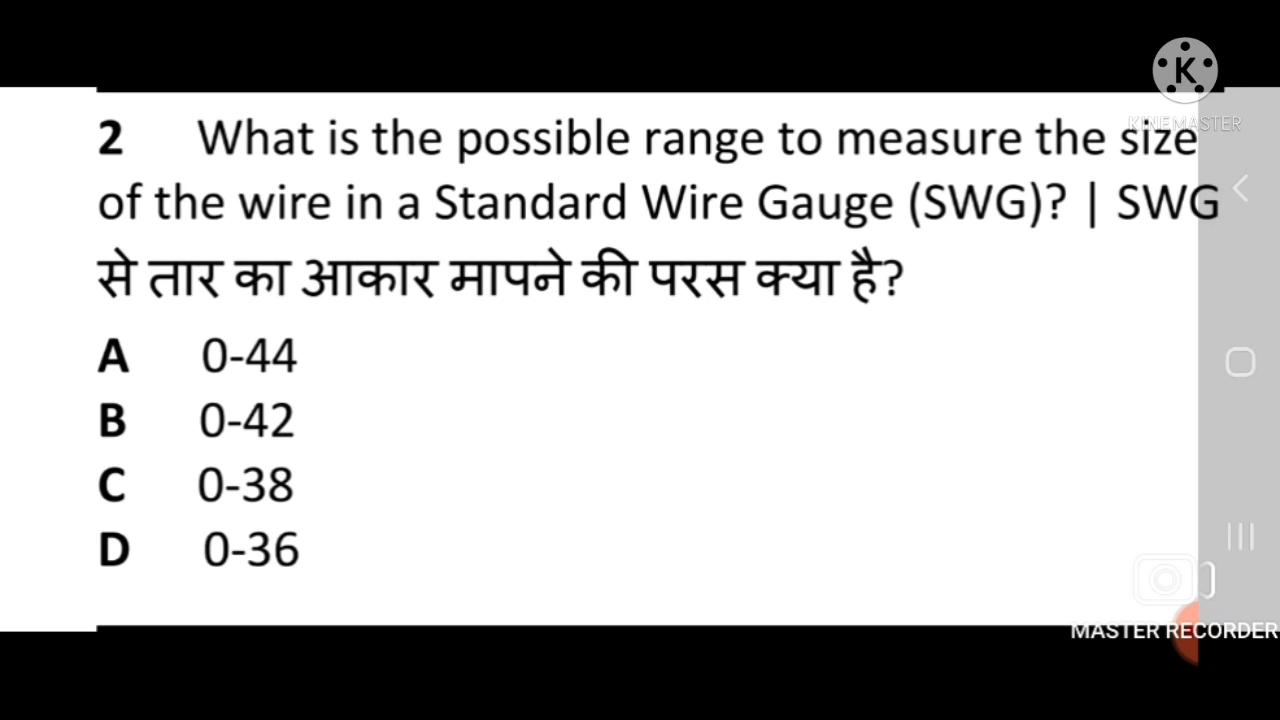 K
KINEMASTER
2 What is the possible range to measure the size
of the wire in a Standard Wire Gauge (SWG)? | SWG
से तार का आकार मापने की परस क्या है?
A 0-44
B 0-42
C 0-38
D 0-36
MASTER RECORDER